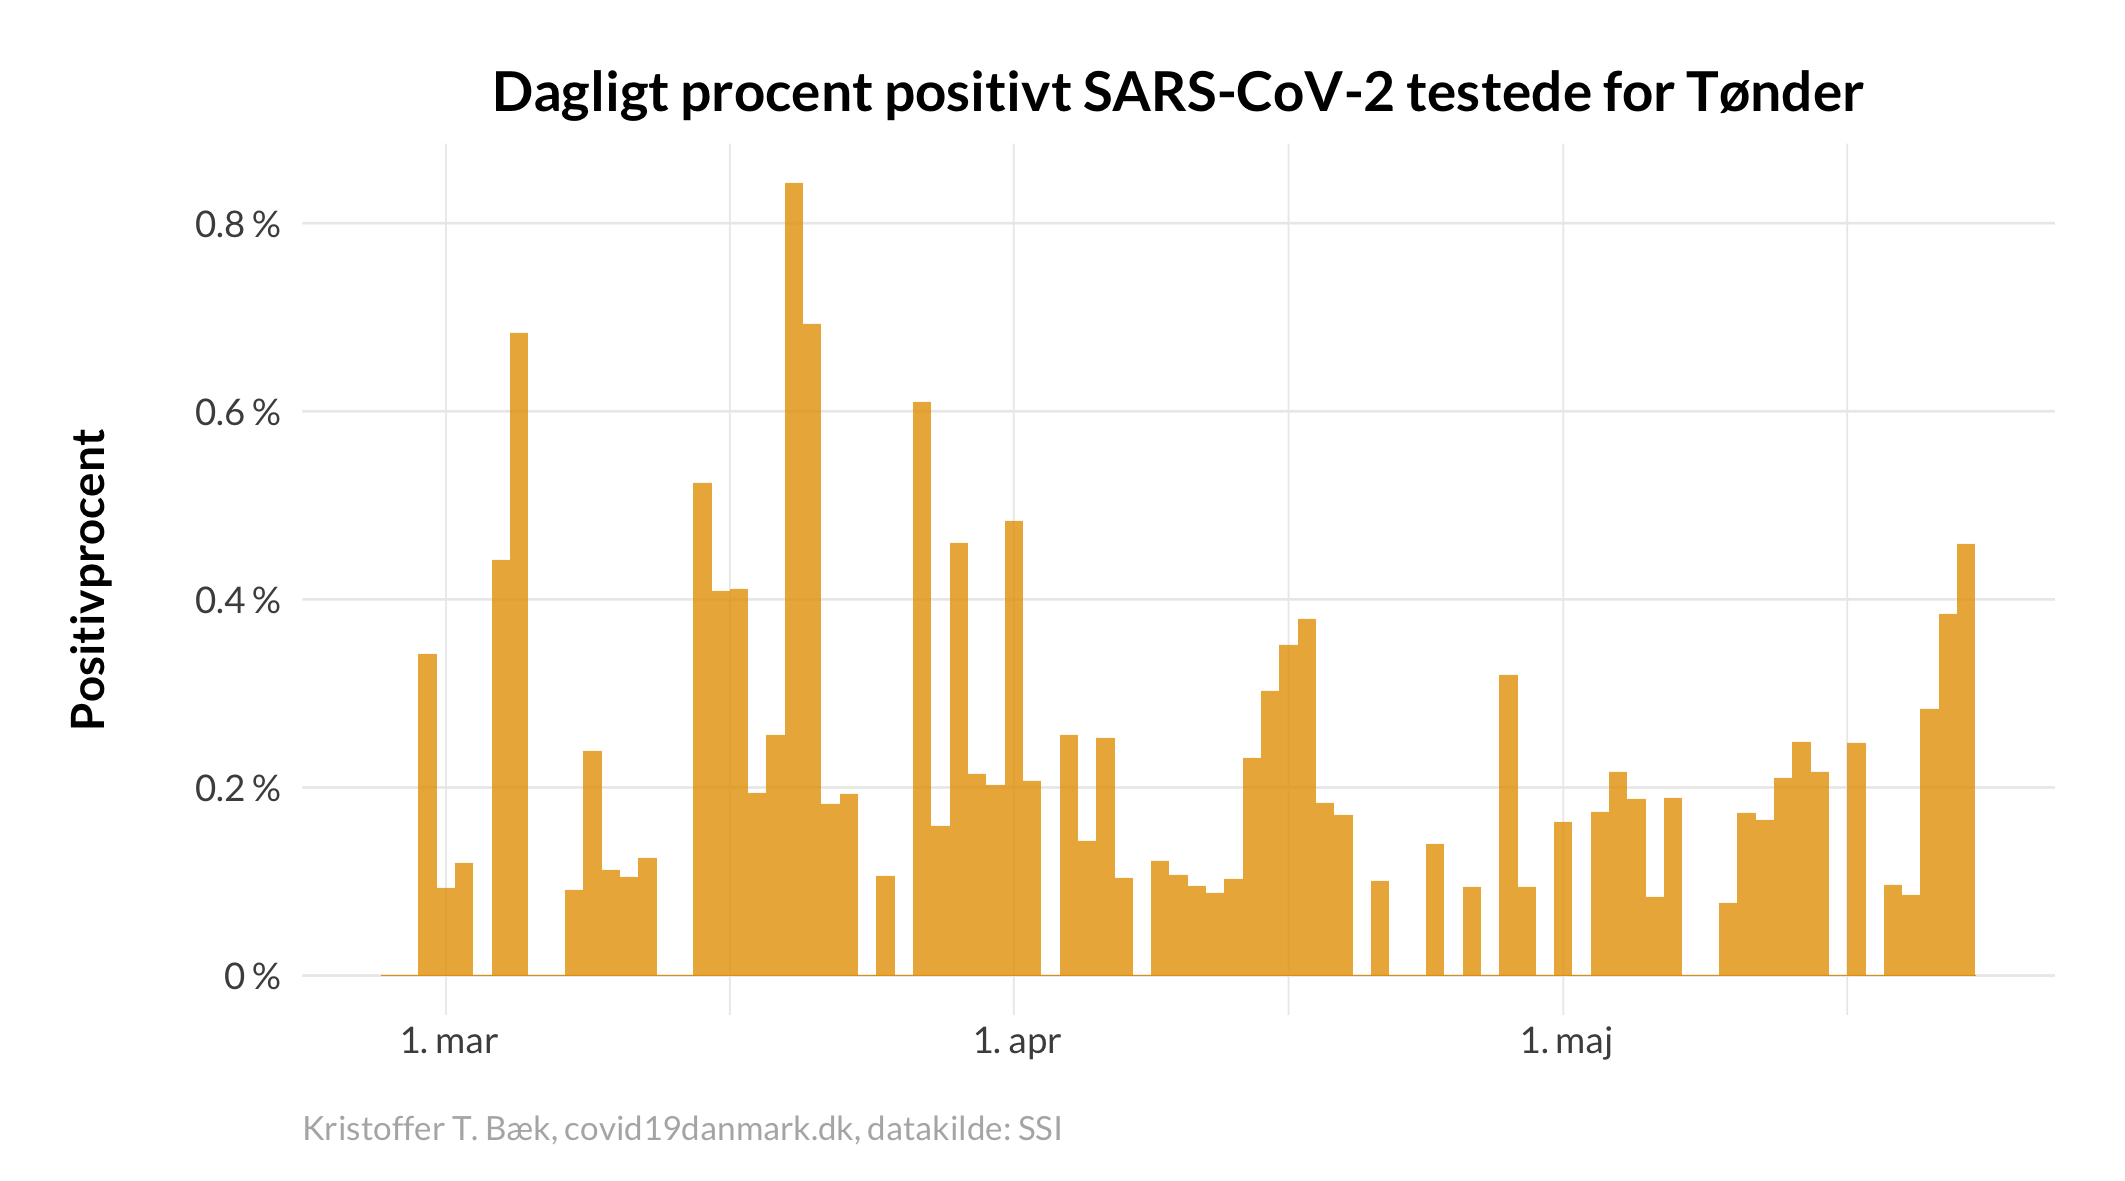 Dagligt procent positivt SARS-CoV-2 testede for Tønder
Positivprocent
0.8 %
0.6 %
0.4 %
0.2 %
0 %
1. mar
1. apr
1. maj
Kristoffer T. Bæk, covid19danmark.dk, datakilde: SSI